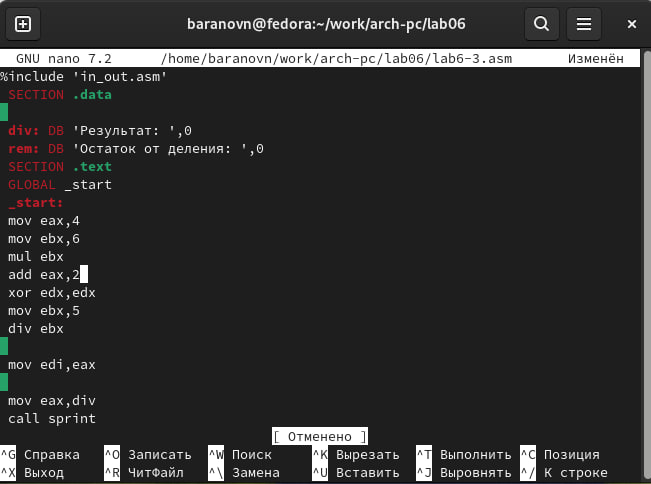 baranovn@fedora:~/work/arch-pc/lab06
GNU nano 7.2 /home/baranovn/work/arch-pc/lab06/lab6-3.asm Изменён
%include 'in_out.asm'
SECTION .data
div: DB 'Результат: ',0
rem: DB 'Остаток от деления: ',0
SECTION .text
GLOBAL _start
_start:
mov eax,4
mov ebx,6
mul ebx
add eax,2
xor edx,edx
mov ebx,5
div ebx
mov edi,eax
mov eax,div
call sprint
[ Отменено ]
^G Справка ^O Записать ^W Поиск ^K Вырезать ^T Выполнить ^C Позиция
^X Выход ^R ЧитФайл ^\ Замена ^U Вставить ^J Выровнять ^/ К строке